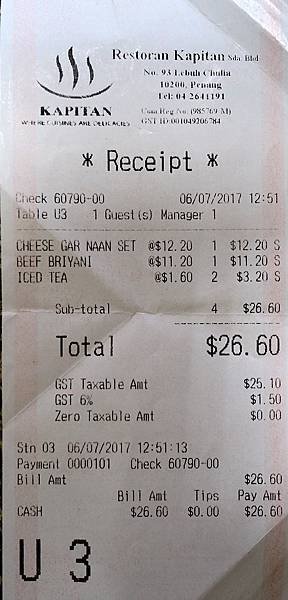 Restoran Kapitan Sdn. Bhd
No. 93 Lebuh Chulia
10200, Penang
Tel: 04 2641191
KAPITAN
WHERE CUISINES ARE DELICACIES
(985769-M)
GST ID:001049206784
* Receipt *
Check 60790-00 06/07/2017 12:51
Table U3 1 Guest(s) Manager 1
CHEESE GAR NAAN SET @$12.20 1 $12.20 S
BEEF BRIYANI @$11.20 1 $11.20 S
ICED TEA @$1.60 2 $3.20 S
Sub-total 4 $26.60
Total $26.60
GST Taxable Amt $25.10
GST 6% $1.50
Zero Taxable Amt $0.00
Stn 03 06/07/2017 12:51:13
Payment 0000101 Check 60790-00
Bill Amt $26.60
Bill Amt Tips Pay Amt
CASH $26.60 $0.00 $26.60
U 3